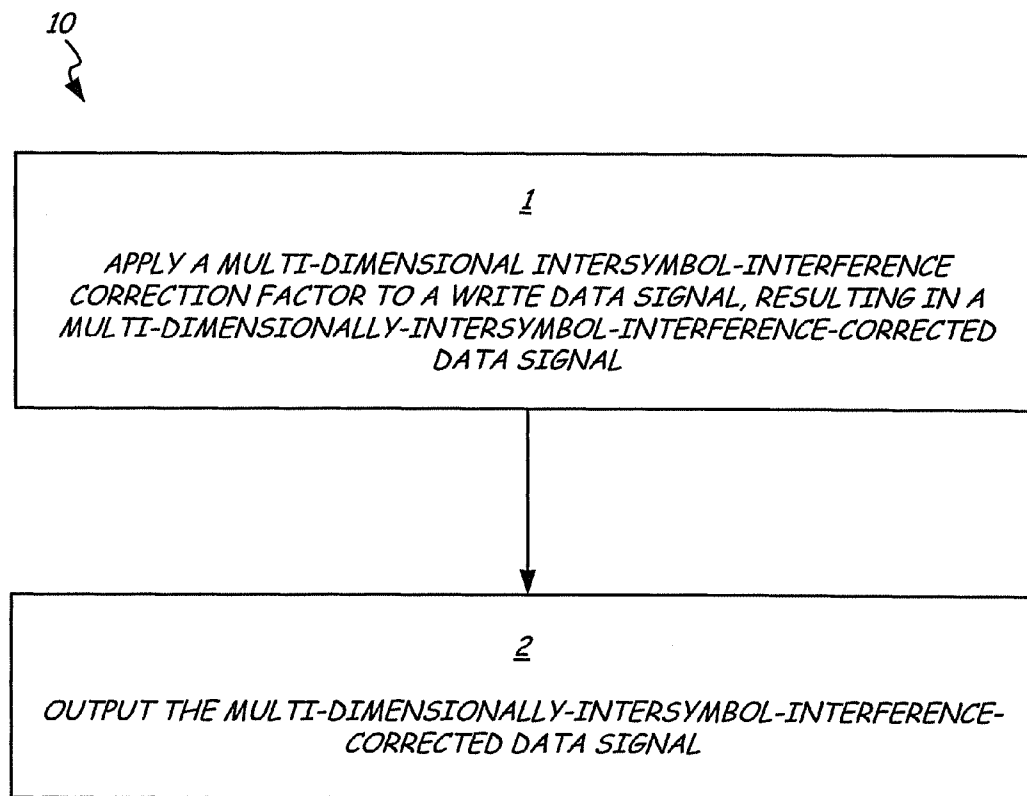 10
1
APPLY A MULTI-DIMENSIONAL INTERSYMBOL-INTERFERENCE
CORRECTION FACTOR TO A WRITE DATA SIGNAL, RESULTING IN A
MULTI-DIMENSIONALLY-INTERSYMBOL-INTERFERENCE-CORRECTED
DATA SIGNAL
2
OUTPUT THE MULTI-DIMENSIONALLY-INTERSYMBOL-INTERFERENCE-
CORRECTED DATA SIGNAL